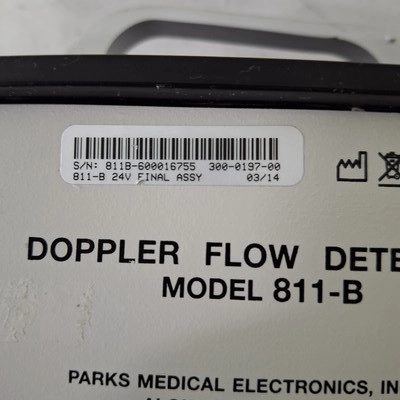 S/N: 811B-600016755 300-0197-00
811-B 24V FINAL ASSY 03/14
DOPPLER FLOW DETE
MODEL 811-B
PARKS MEDICAL ELECTRONICS, IN